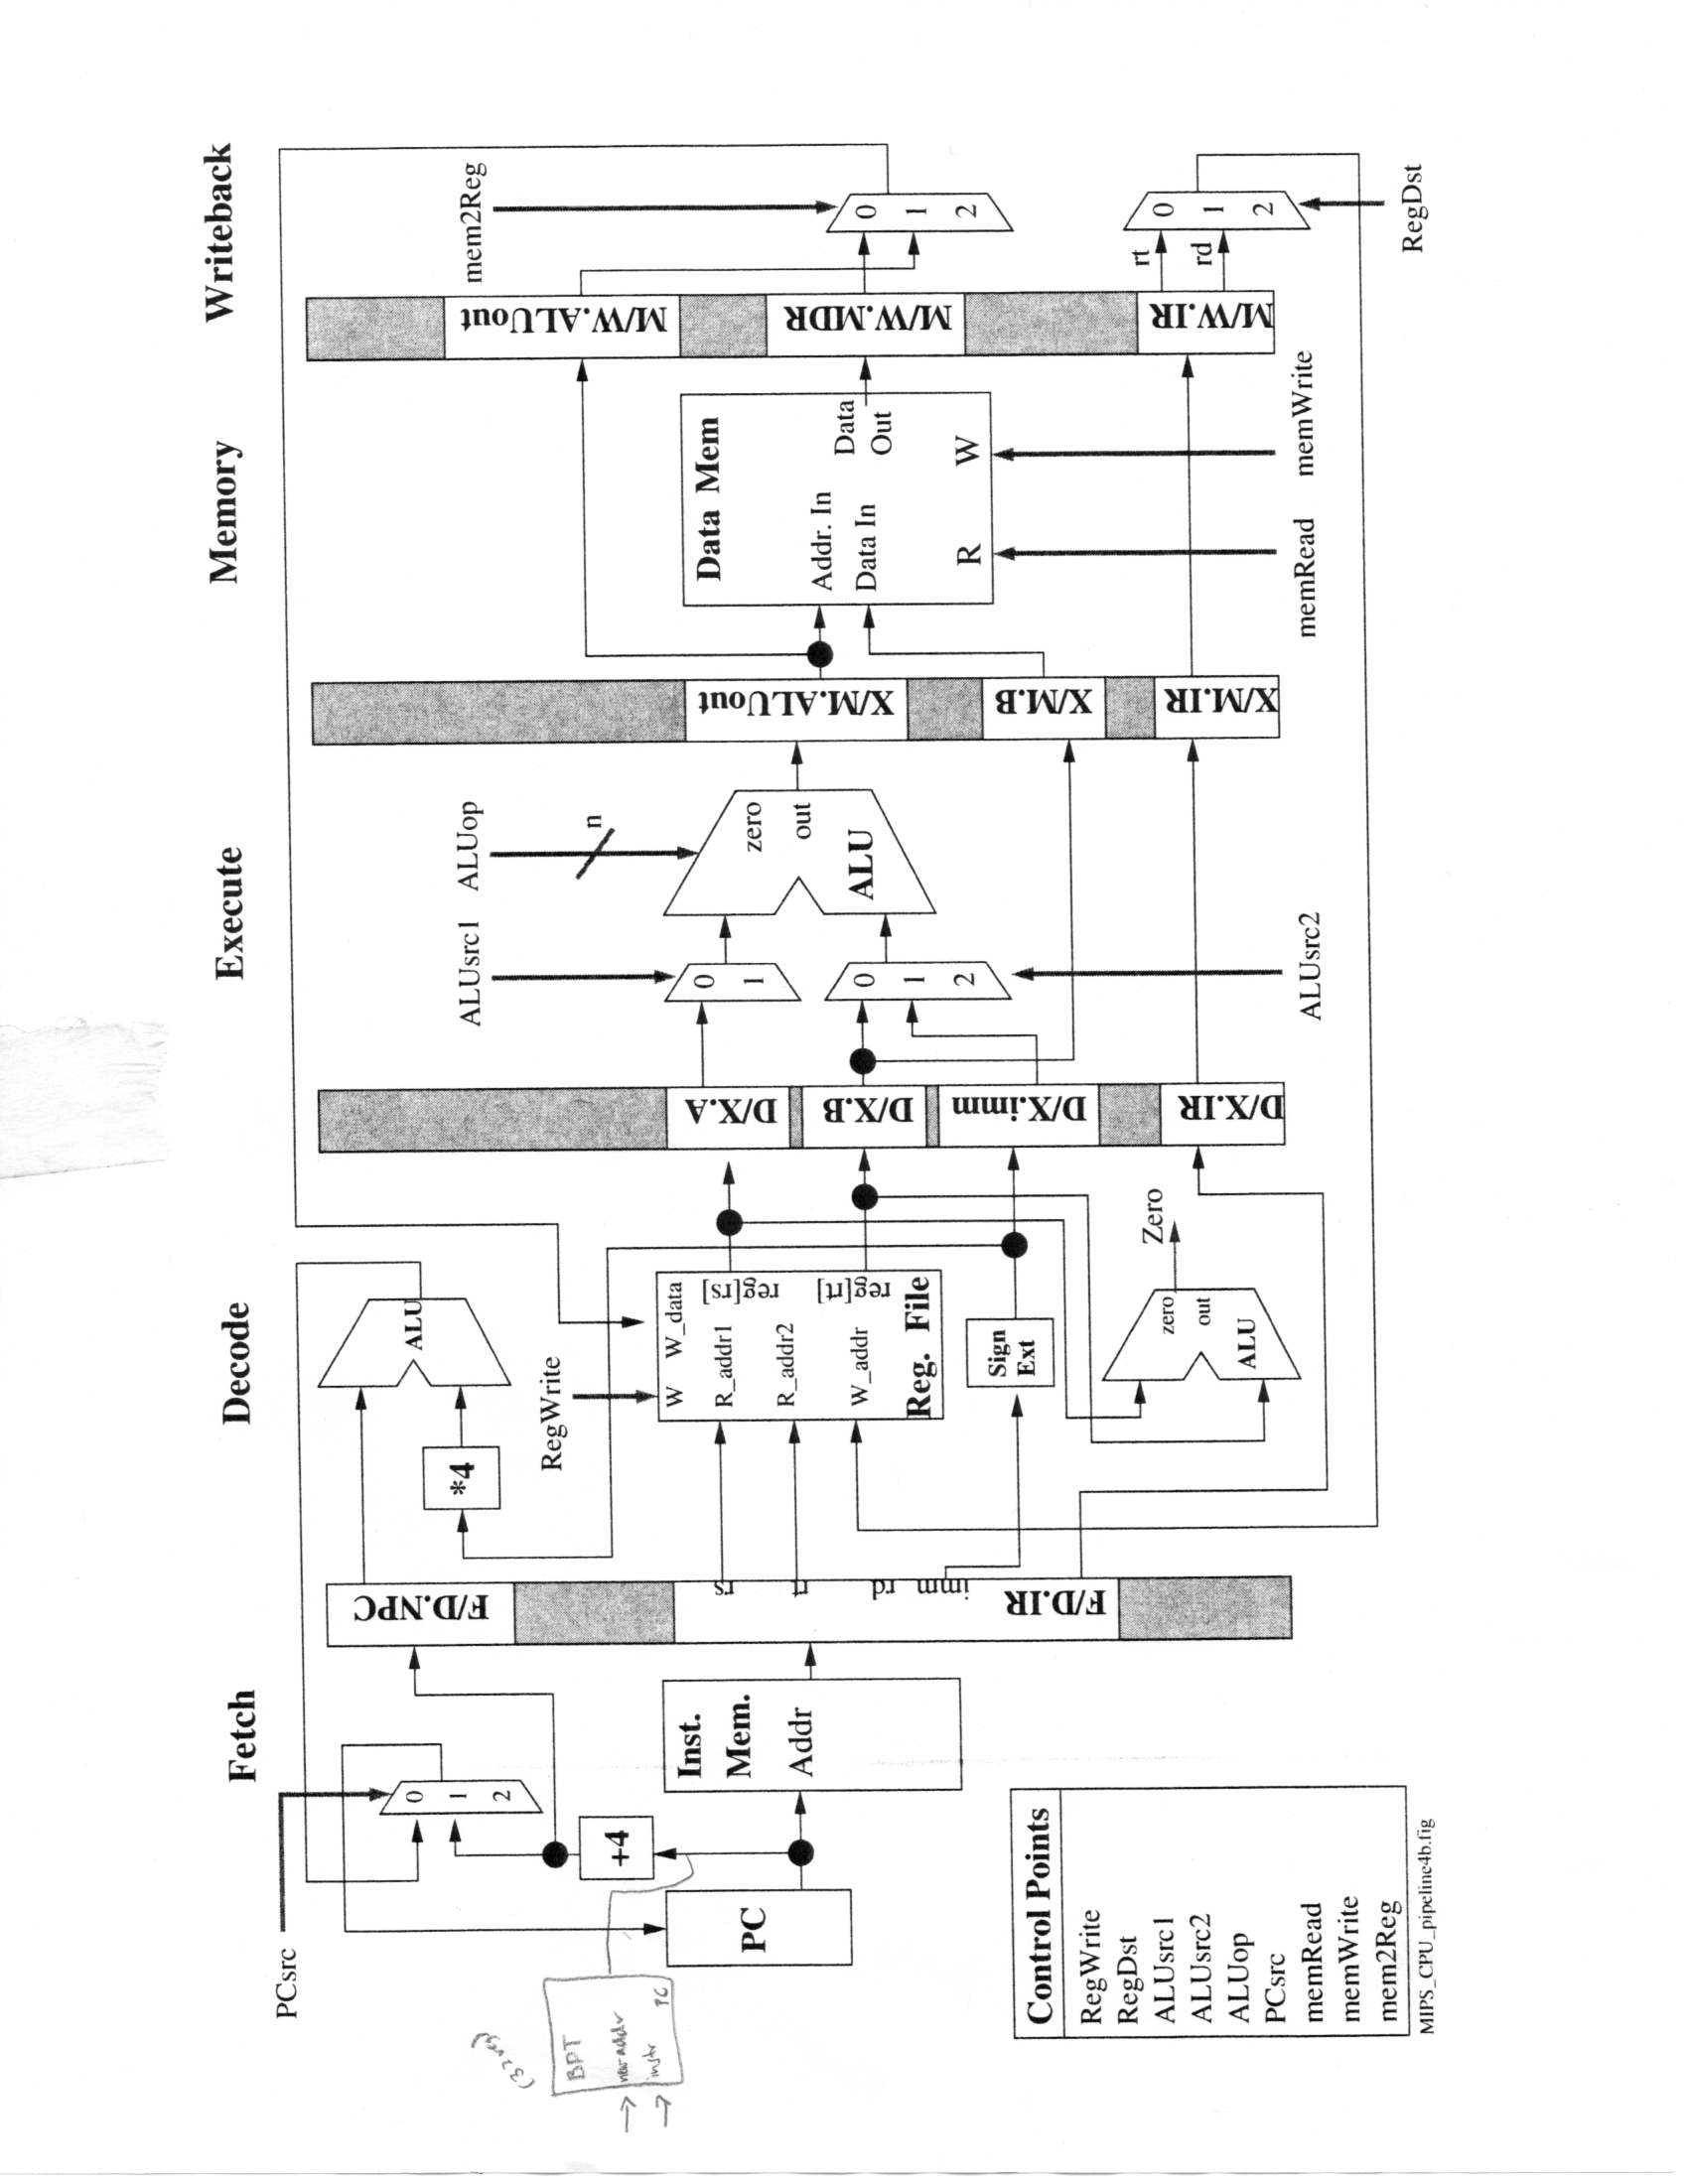 Fetch
Decode
Execute
Memory
Writeback
PCsrc
0
1
2
+4
PC
Inst.
Mem.
Addr
BPT
new addr
instr
PC
F/D.NPC
rs
rt
rd
imm
F/D.IR
*4
ALU
RegWrite
W W_data
R_addr1
reg[rs]
R_addr2
reg[rt]
W_addr
Reg. File
Sign
Ext
zero
out
ALU
Zero
D/X.A
D/X.B
D/X.imm
D/X.IR
ALUsrc1
0
1
0
1
2
ALUsrc2
ALUop
n
zero
out
ALU
X/M.ALUout
X/M.B
X/M.IR
Data Mem
Addr. In
Data In
Data
Out
R
W
memRead
memWrite
M/W.ALUout
M/W.MDR
M/W.IR
mem2Reg
0
1
2
rt
rd
0
1
2
RegDst
Control Points
RegWrite
RegDst
ALUsrc1
ALUsrc2
ALUop
PCsrc
memRead
memWrite
mem2Reg
MIPS_CPU_pipeline4b.fig